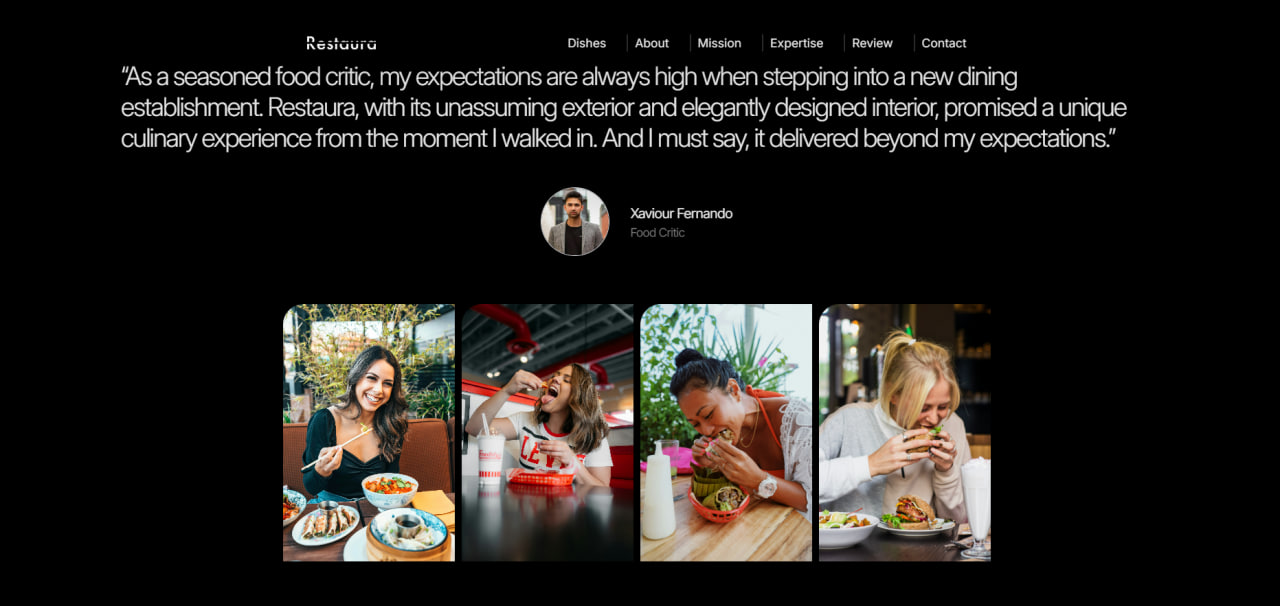 Restaura
Dishes
About
Mission
Expertise
Review
Contact
“As a seasoned food critic, my expectations are always high when stepping into a new dining
establishment. Restaura, with its unassuming exterior and elegantly designed interior, promised a unique
culinary experience from the moment I walked in. And I must say, it delivered beyond my expectations.”
Xaviour Fernando
Food Critic